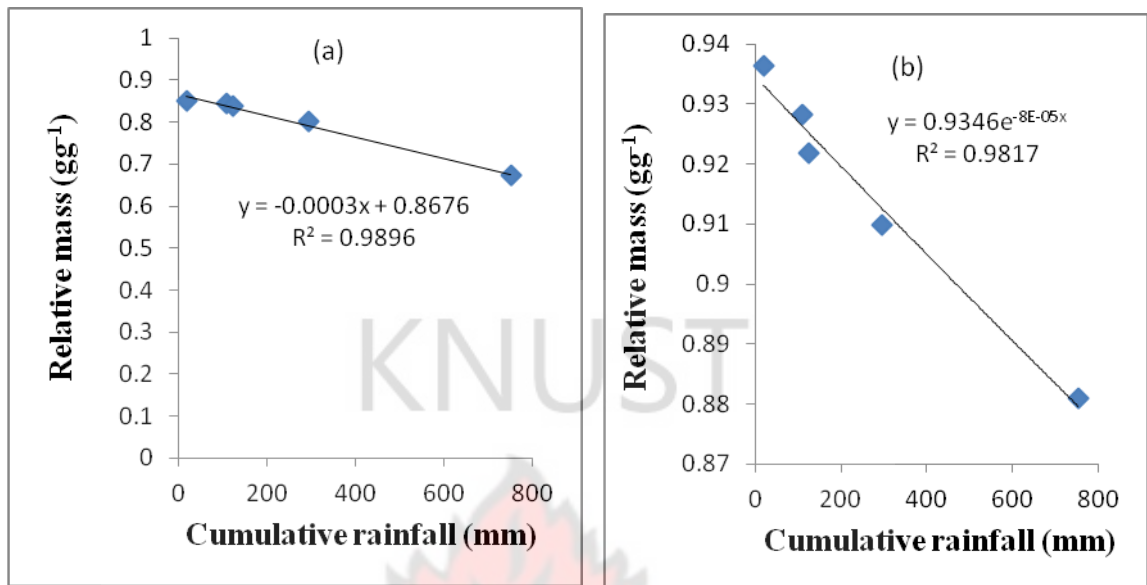 (a)
Relative mass (gg⁻¹)
1
0.9
0.8
0.7
0.6
0.5
0.4
0.3
0.2
0.1
0
y = -0.0003x + 0.8676
R² = 0.9896
0 200 400 600 800
Cumulative rainfall (mm)
(b)
Relative mass (gg⁻¹)
0.94
0.93
0.92
0.91
0.9
0.89
0.88
0.87
y = 0.9346e⁻⁸ᴱ⁻⁰⁵ˣ
R² = 0.9817
0 200 400 600 800
Cumulative rainfall (mm)
KNUST